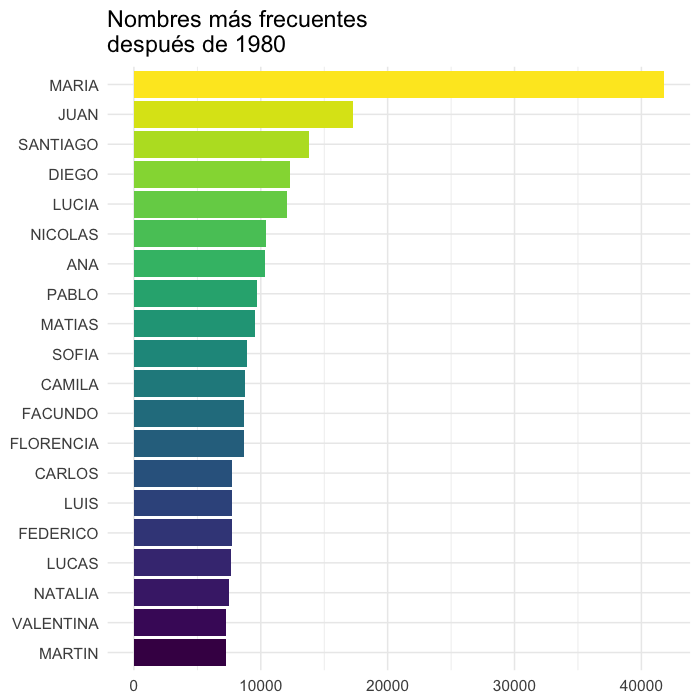 Nombres más frecuentes
después de 1980
MARIA
JUAN
SANTIAGO
DIEGO
LUCIA
NICOLAS
ANA
PABLO
MATIAS
SOFIA
CAMILA
FACUNDO
FLORENCIA
CARLOS
LUIS
FEDERICO
LUCAS
NATALIA
VALENTINA
MARTIN
0 10000 20000 30000 40000